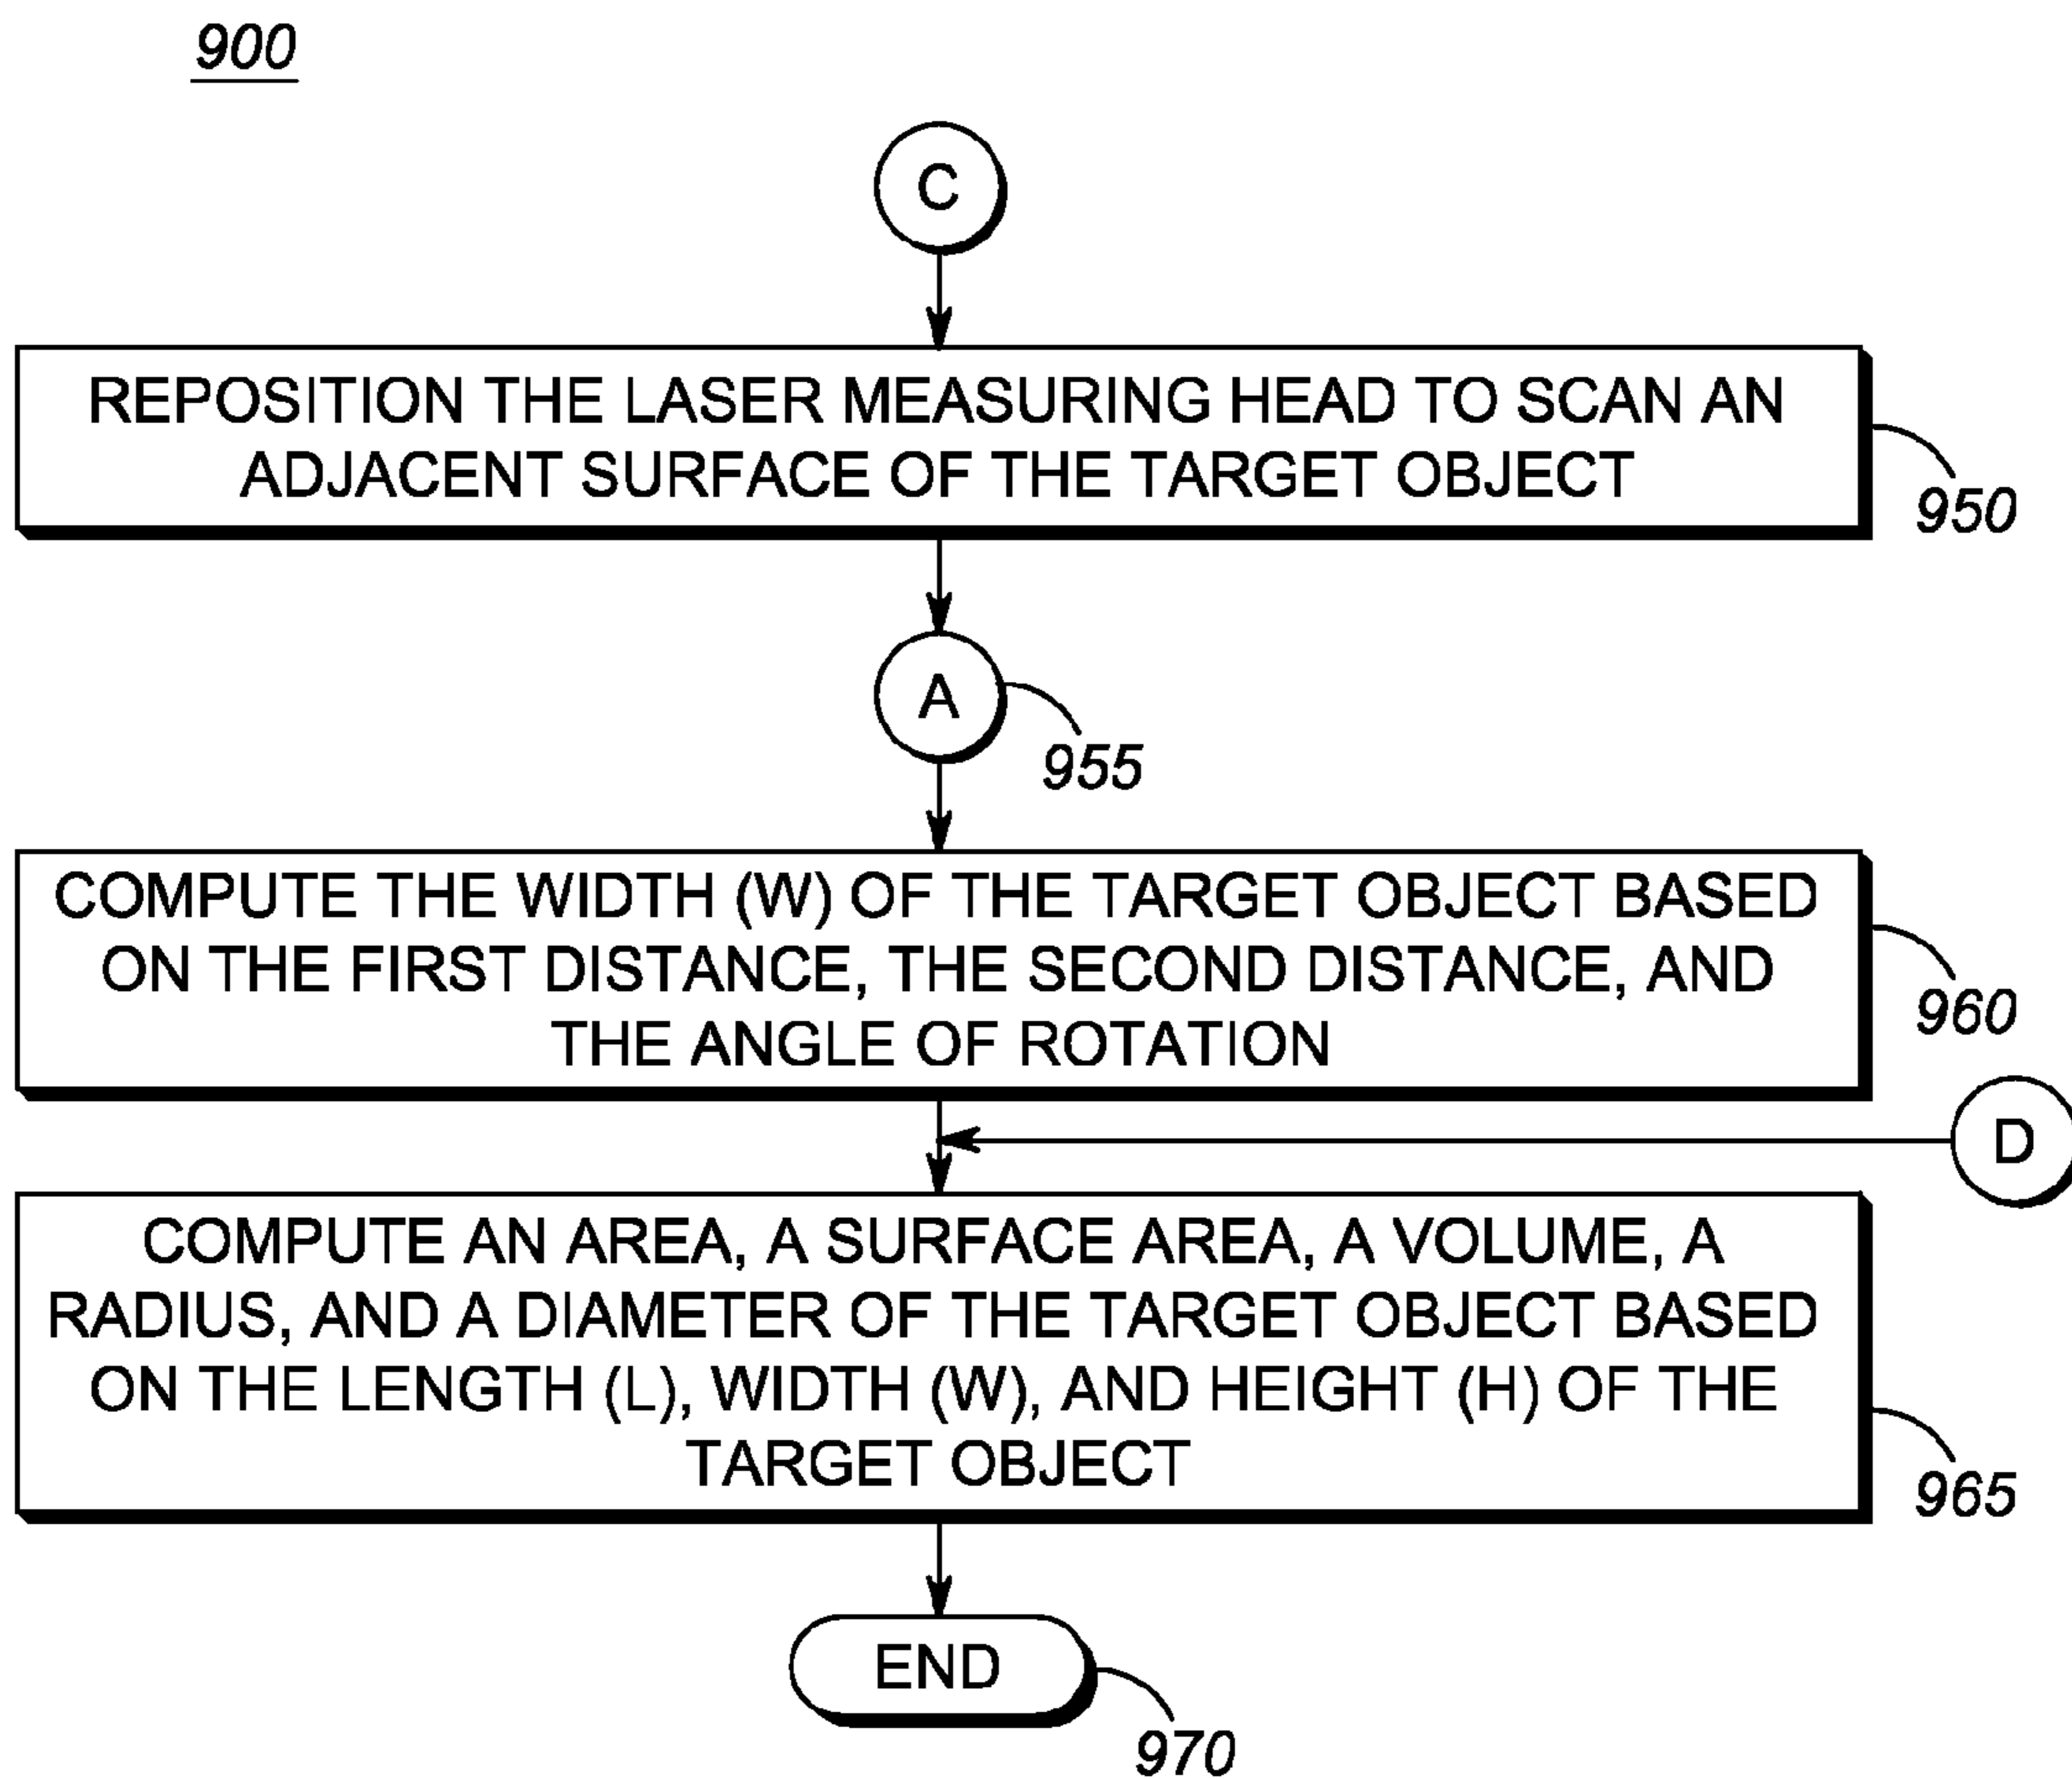 900
C
REPOSITION THE LASER MEASURING HEAD TO SCAN AN
ADJACENT SURFACE OF THE TARGET OBJECT
950
A
955
COMPUTE THE WIDTH (W) OF THE TARGET OBJECT BASED
ON THE FIRST DISTANCE, THE SECOND DISTANCE, AND
THE ANGLE OF ROTATION
960
D
COMPUTE AN AREA, A SURFACE AREA, A VOLUME, A
RADIUS, AND A DIAMETER OF THE TARGET OBJECT BASED
ON THE LENGTH (L), WIDTH (W), AND HEIGHT (H) OF THE
TARGET OBJECT
965
END
970